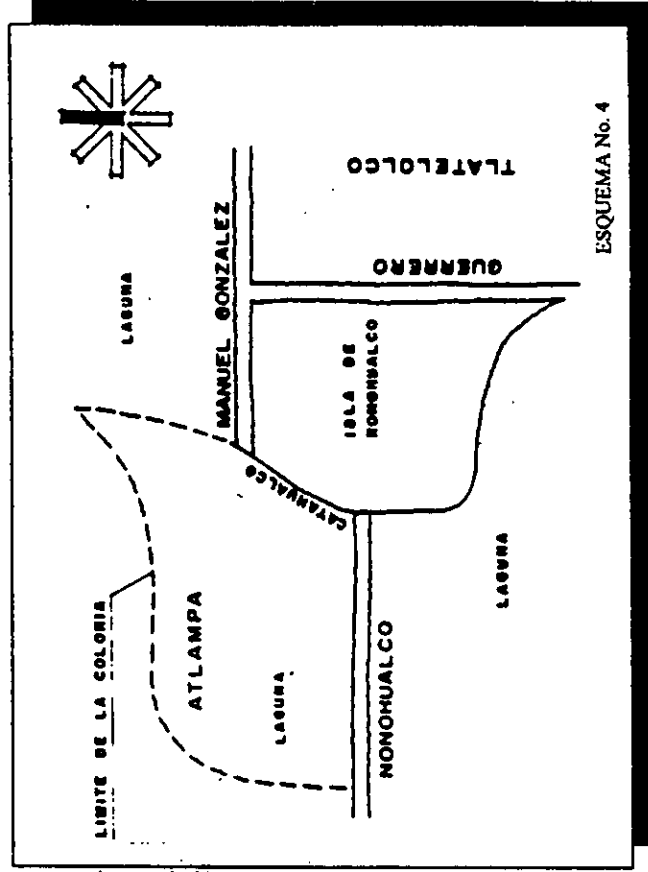 LIMITE DE LA COLONIA
ATLAMPA
LAGUNA
NONOHUALCO
LAGUNA
MANUEL GONZALEZ
CATANHUALCO
ISLA DE
NONOHUALCO
LAGUNA
GUERRERO
TLATELOLCO
ESQUEMA No. 4